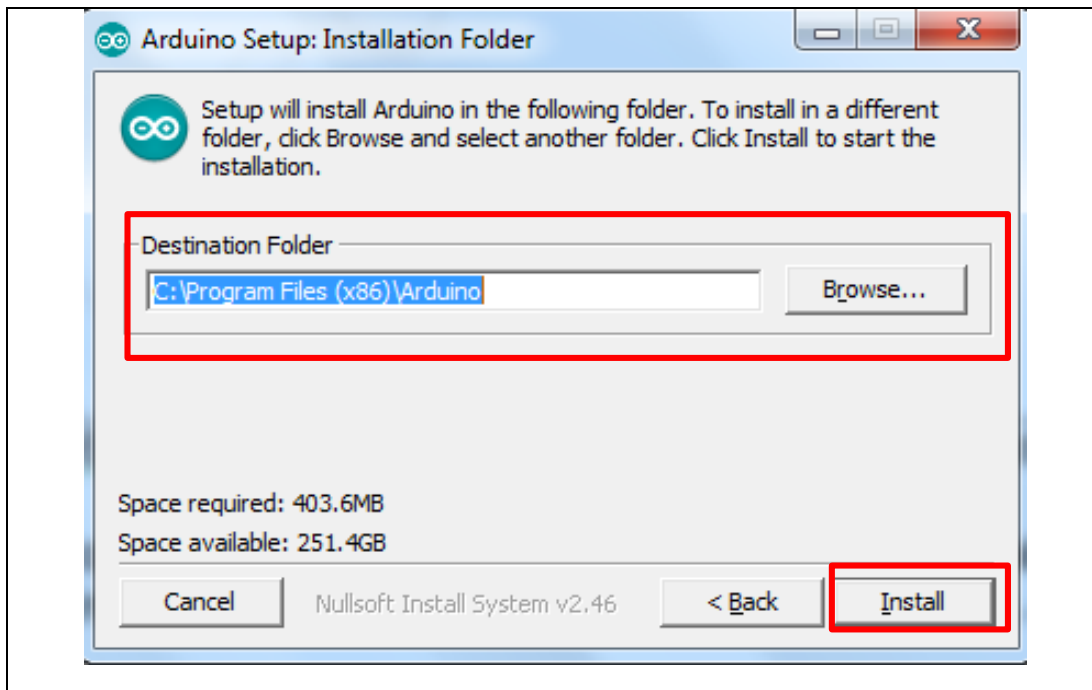 Arduino Setup: Installation Folder
Setup will install Arduino in the following folder. To install in a different
folder, click Browse and select another folder. Click Install to start the
installation.
Destination Folder
C:\Program Files (x86)\Arduino
Browse...
Space required: 403.6MB
Space available: 251.4GB
Cancel
Nullsoft Install System v2.46
< Back
Install